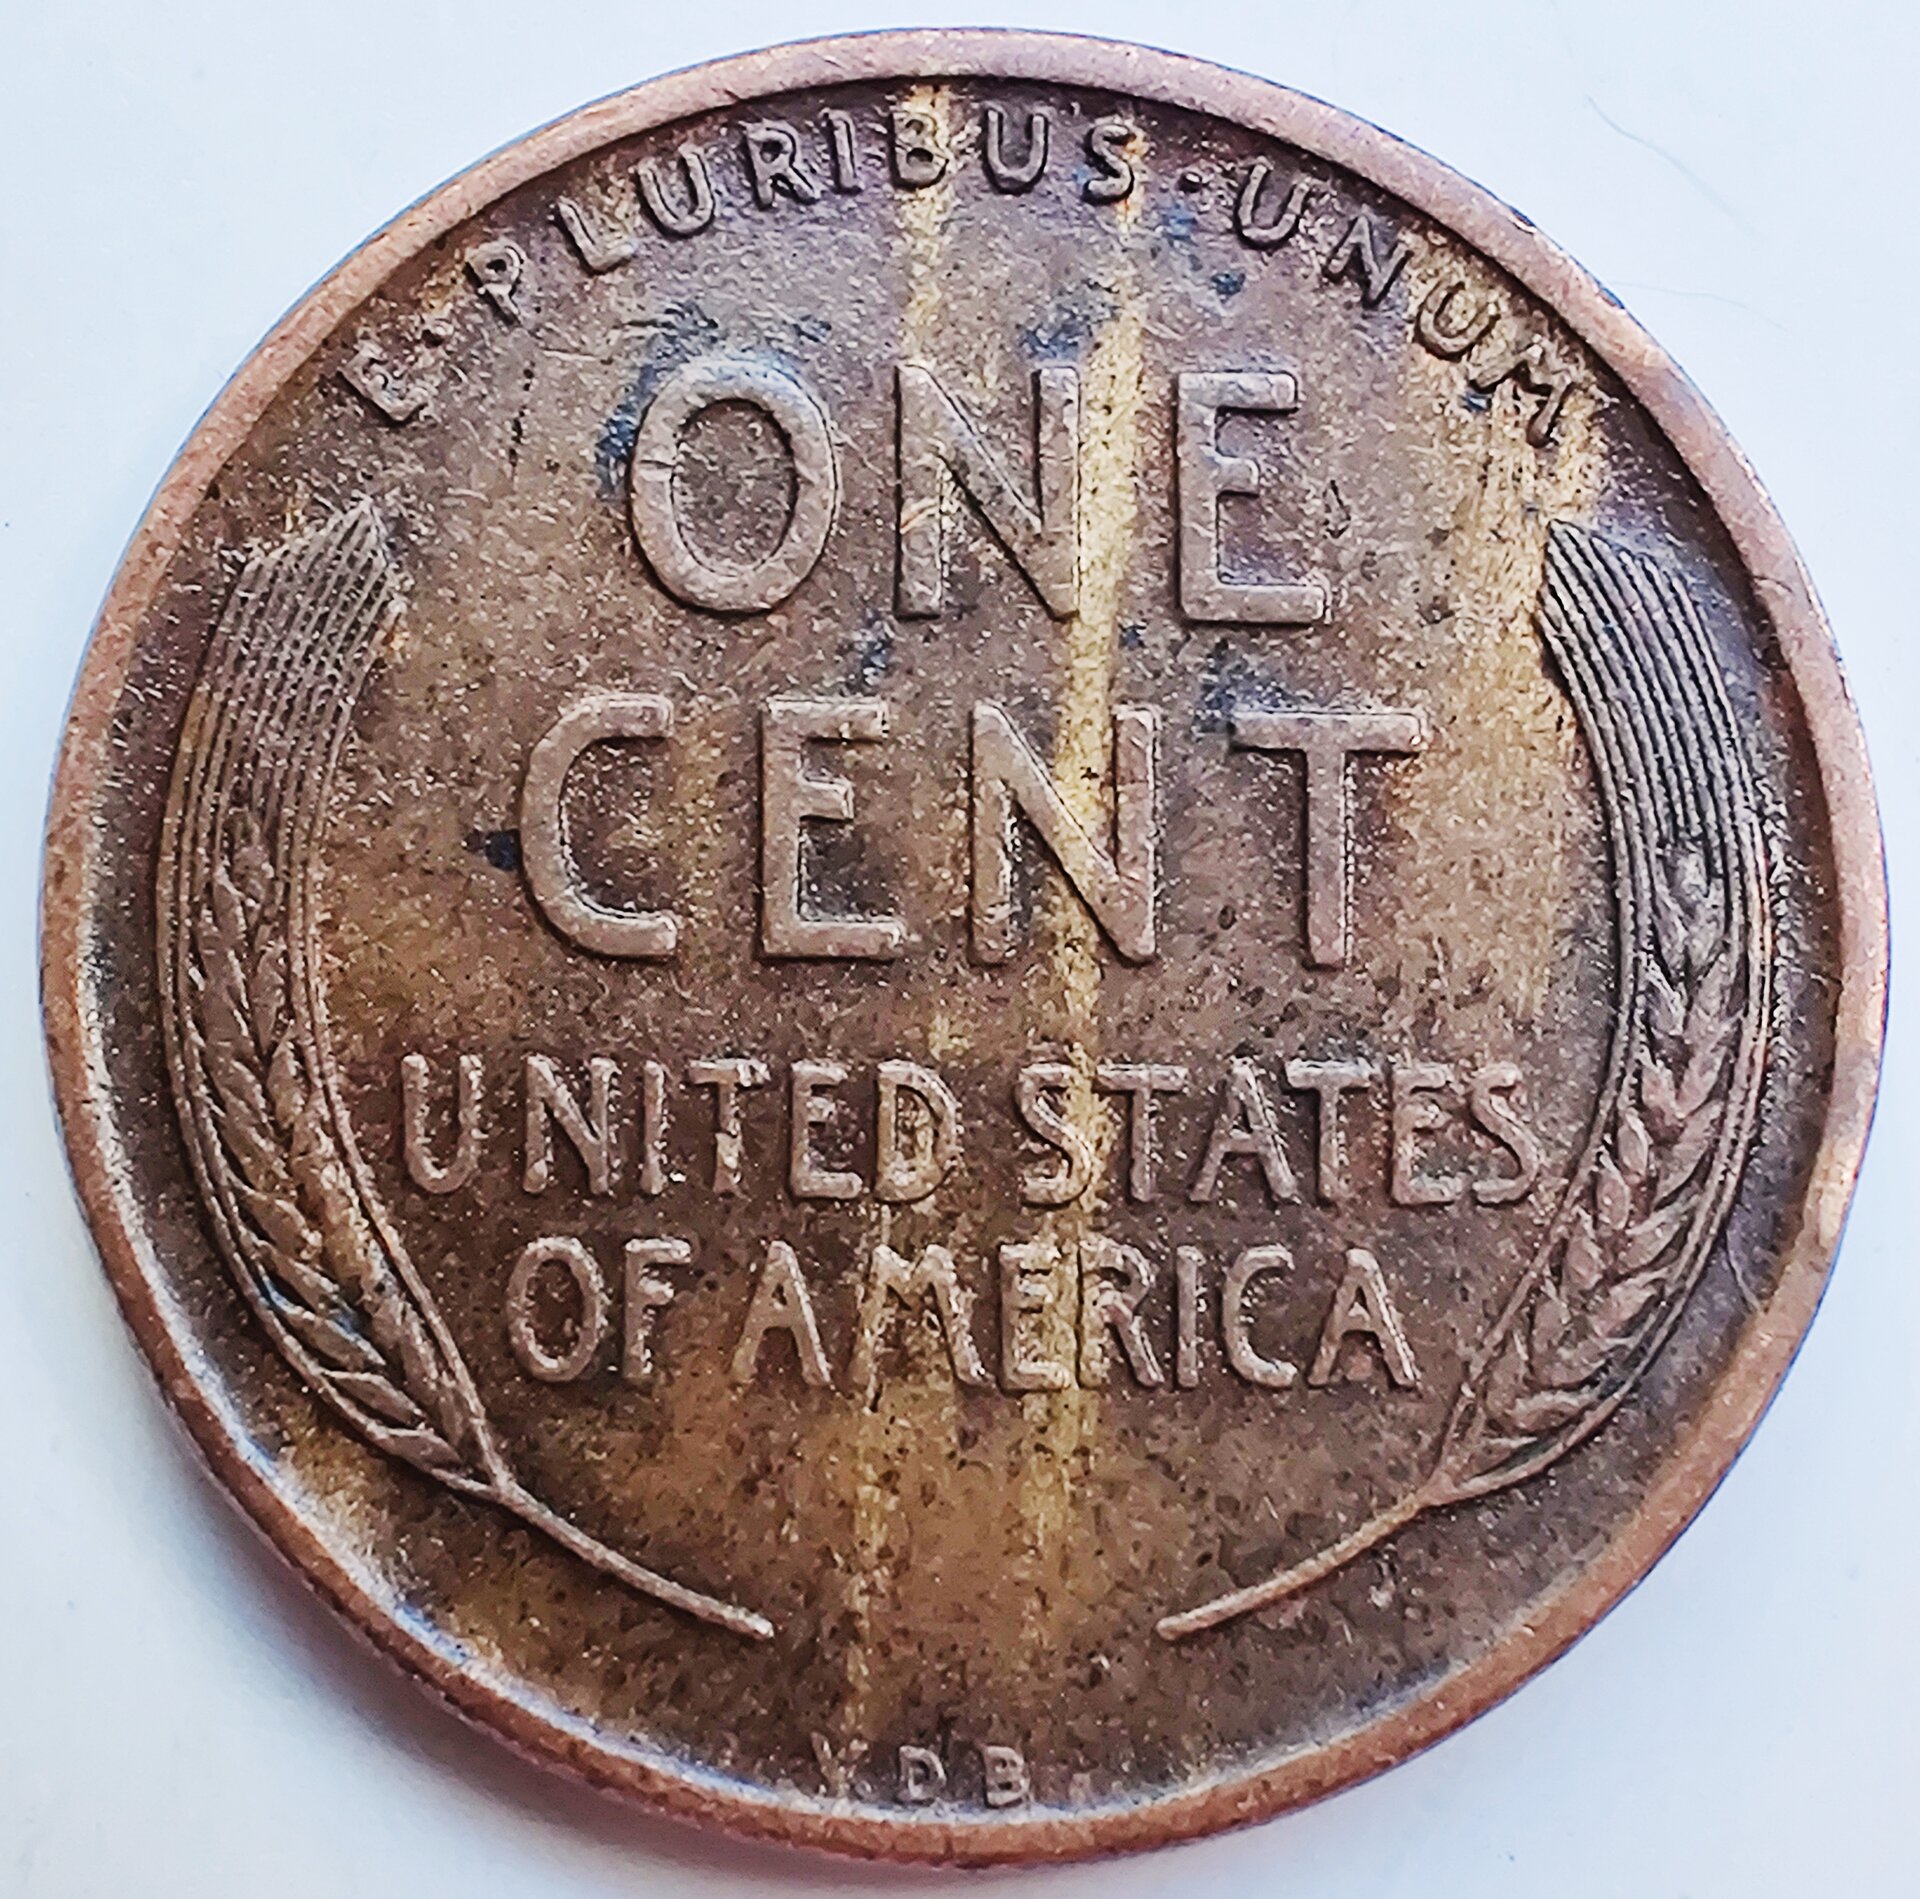 E·PLURIBUS·UNUM
ONE
CENT
UNITED STATES
OF AMERICA
V.D.B.